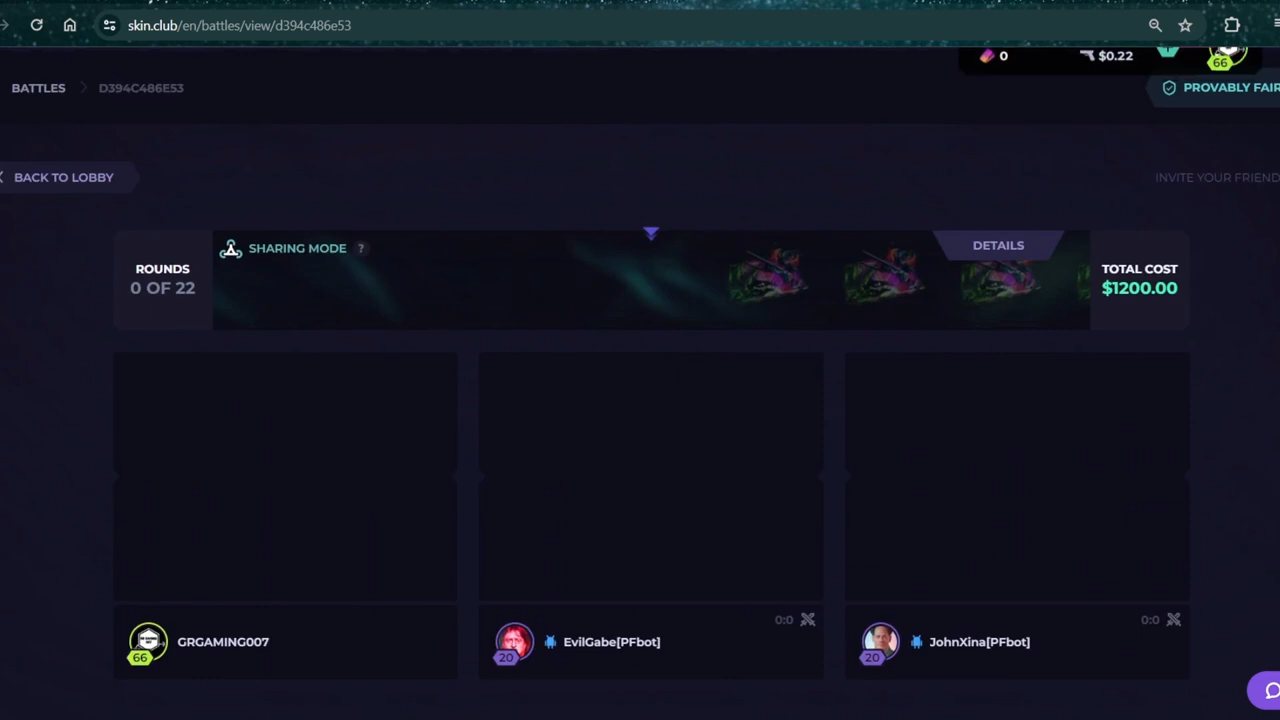 skin.club/en/battles/view/d394c486e53
0 $0.22
66
BATTLES D394C486E53
PROVABLY FAIR
BACK TO LOBBY
INVITE YOUR FRIEND
SHARING MODE ?
DETAILS
ROUNDS
0 OF 22
TOTAL COST
$1200.00
0:0
0:0
GRGAMING007
66
EvilGabe[PFbot]
20
JohnXina[PFbot]
20